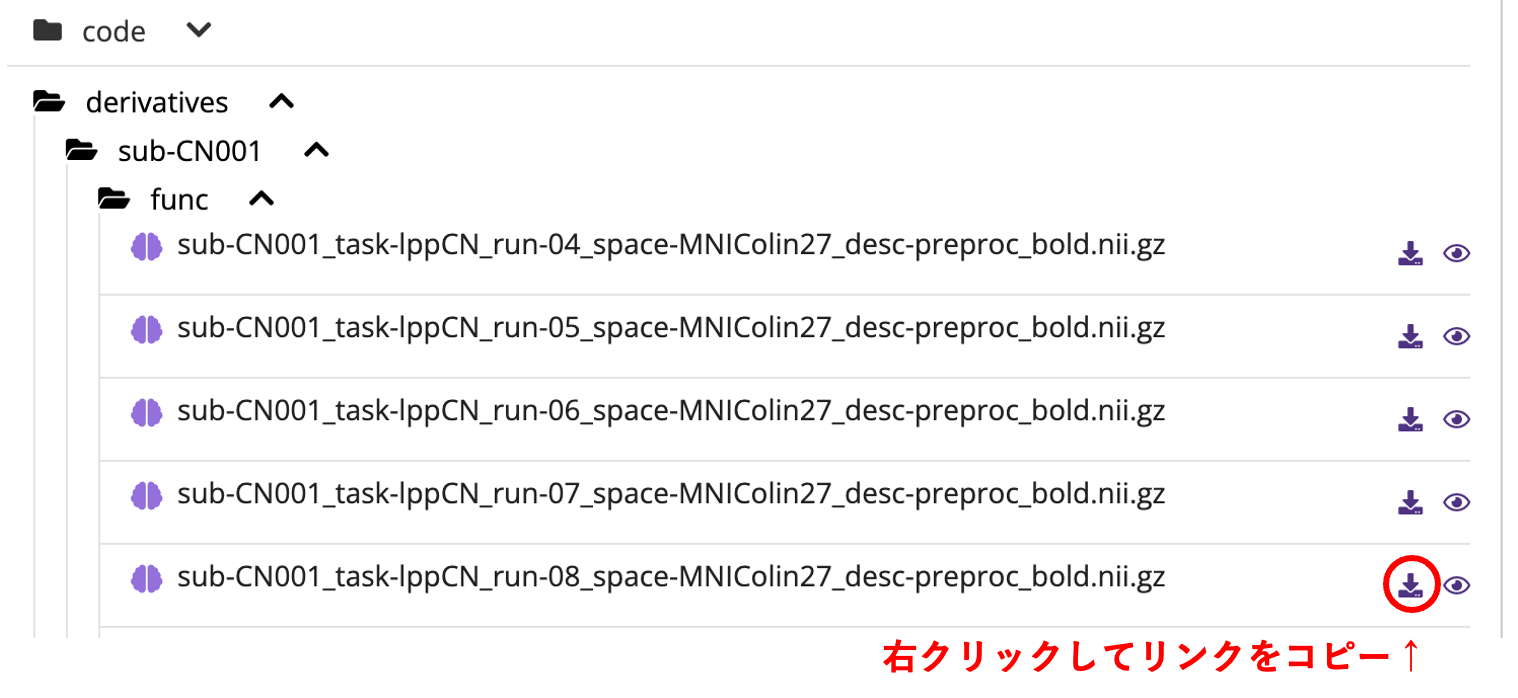 code
derivatives
sub-CN001
func
sub-CN001_task-lppCN_run-04_space-MNIColin27_desc-preproc_bold.nii.gz
sub-CN001_task-lppCN_run-05_space-MNIColin27_desc-preproc_bold.nii.gz
sub-CN001_task-lppCN_run-06_space-MNIColin27_desc-preproc_bold.nii.gz
sub-CN001_task-lppCN_run-07_space-MNIColin27_desc-preproc_bold.nii.gz
sub-CN001_task-lppCN_run-08_space-MNIColin27_desc-preproc_bold.nii.gz
右クリックしてリンクをコピー↑